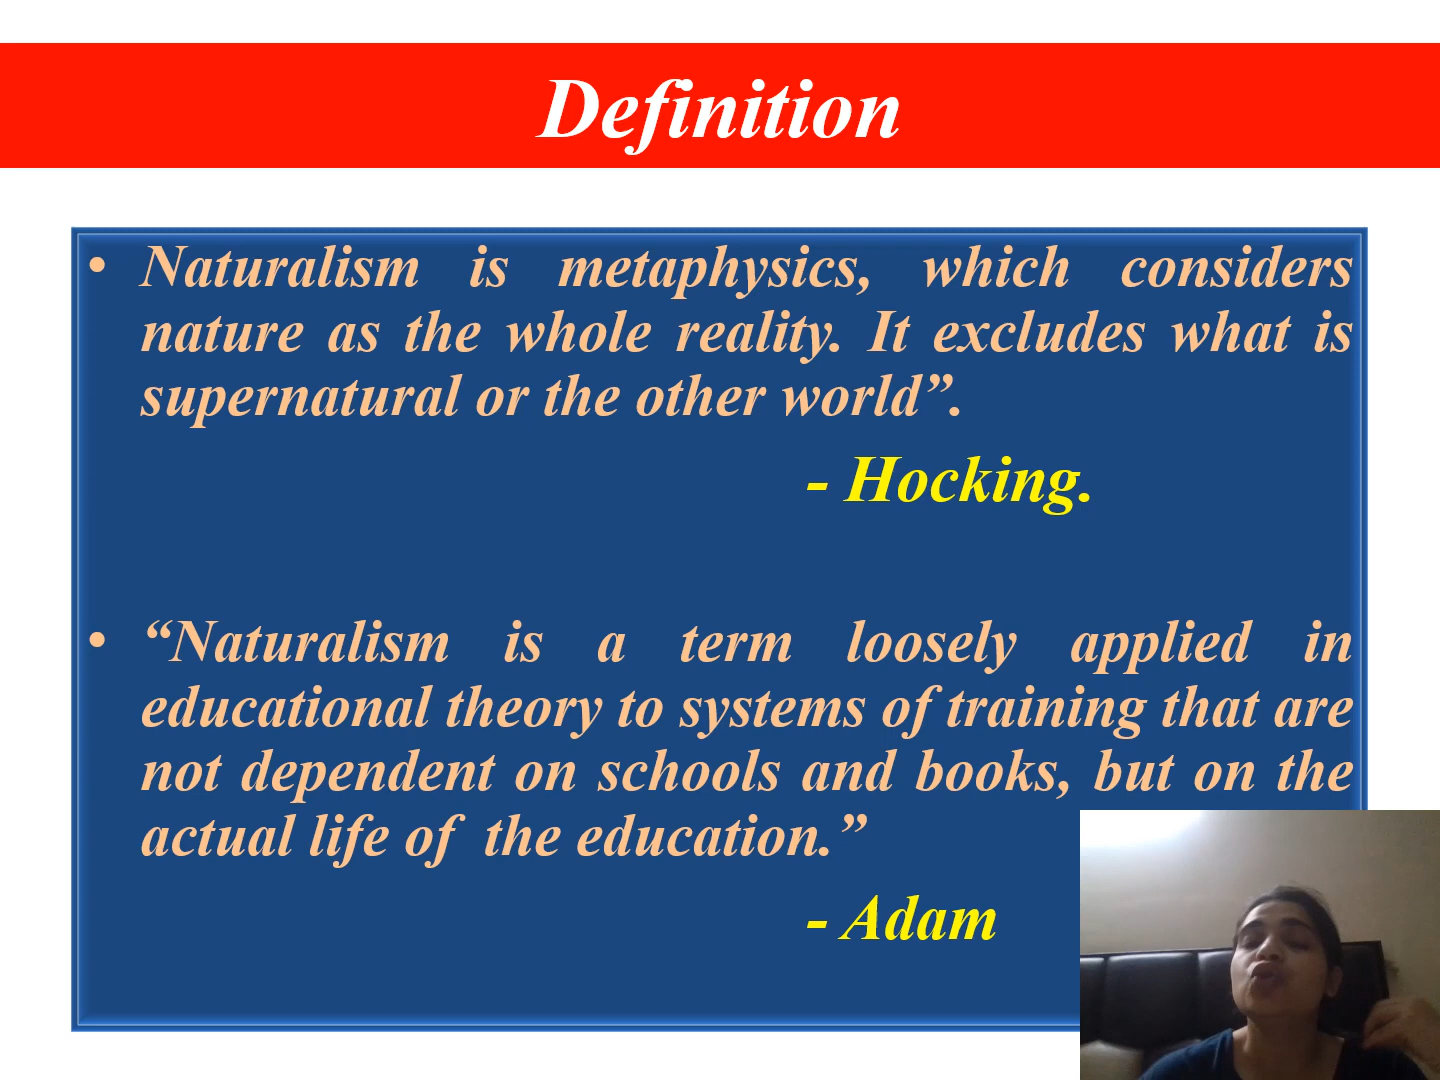 Definition
• Naturalism is metaphysics, which considers
nature as the whole reality. It excludes what is
supernatural or the other world”.
- Hocking.
• “Naturalism is a term loosely applied in
educational theory to systems of training that are
not dependent on schools and books, but on the
actual life of  the education.”
- Adam